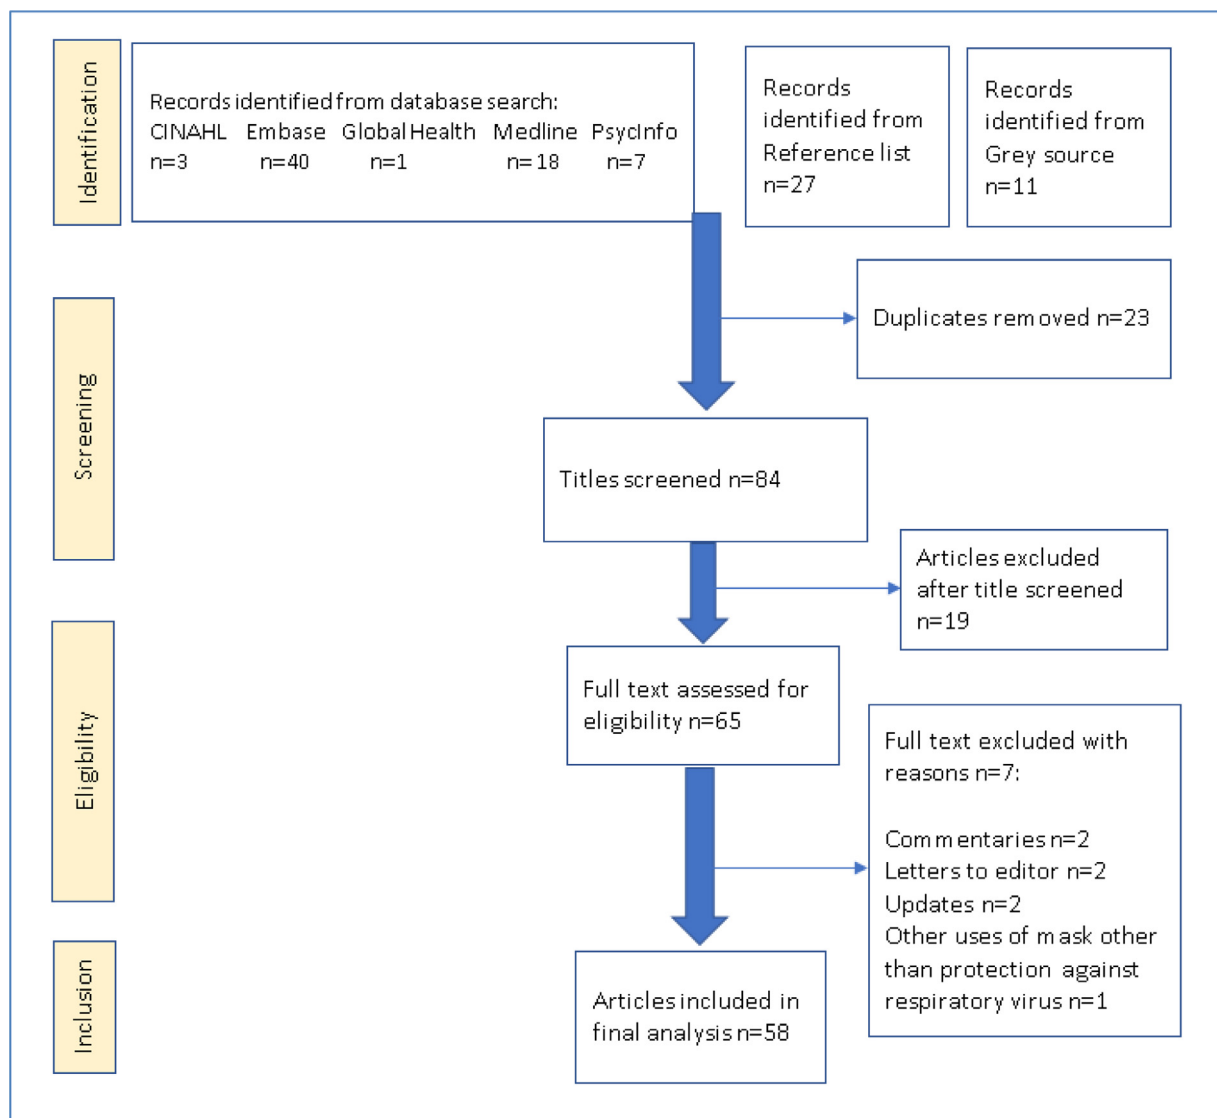 Identification
Records identified from database search:
CINAHL Embase Global Health Medline PsycInfo
n=3 n=40 n=1 n=18 n=7
Records
identified from
Reference list
n=27
Records
identified from
Grey source
n=11
Duplicates removed n=23
Screening
Titles screened n=84
Articles excluded
after title screened
n=19
Eligibility
Full text assessed for
eligibility n=65
Full text excluded with
reasons n=7:
Commentaries n=2
Letters to editor n=2
Updates n=2
Other uses of mask other
than protection against
respiratory virus n=1
Inclusion
Articles included in
final analysis n=58